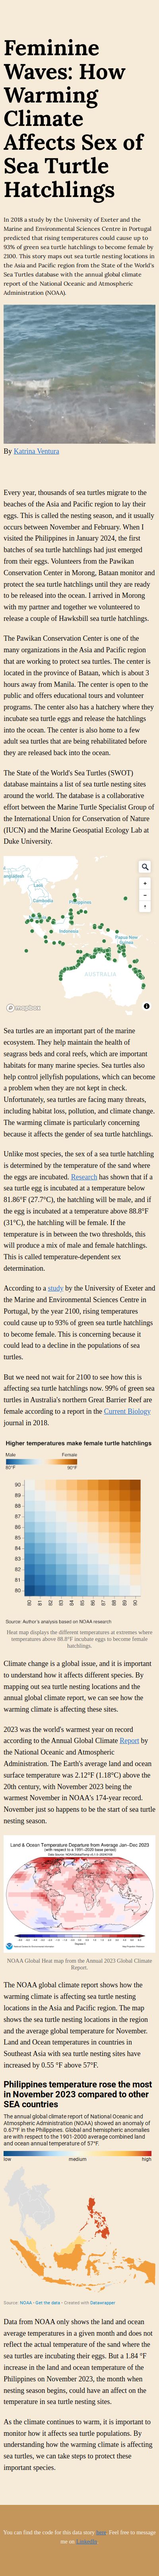 Feminine
Waves: How
Warming
Climate
Affects Sex of
Sea Turtle
Hatchlings
In 2018 a study by the University of Exeter and the
Marine and Environmental Sciences Centre in Portugal
predicted that rising temperatures could cause up to
93% of green sea turtle hatchlings to become female by
2100. This story maps out sea turtle nesting locations in
the Asia and Pacific region from the State of the World's
Sea Turtles database with the annual global climate
report of the National Oceanic and Atmospheric
Administration (NOAA).
By Katrina Ventura
Every year, thousands of sea turtles migrate to the
beaches of the Asia and Pacific region to lay their
eggs. This is called the nesting season, and it usually
occurs between November and February. When I
visited the Philippines in January 2024, the first
batches of sea turtle hatchlings had just emerged
from their eggs. Volunteers from the Pawikan
Conservation Center in Morong, Bataan monitor and
protect the sea turtle hatchlings until they are ready
to be released into the ocean. I arrived in Morong
with my partner and together we volunteered to
release a couple of Hawksbill sea turtle hatchlings.
The Pawikan Conservation Center is one of the
many organizations in the Asia and Pacific region
that are working to protect sea turtles. The center is
located in the province of Bataan, which is about 3
hours away from Manila. The center is open to the
public and offers educational tours and volunteer
programs. The center also has a hatchery where they
incubate sea turtle eggs and release the hatchlings
into the ocean. The center is also home to a few
adult sea turtles that are being rehabilitated before
they are released back into the ocean.
The State of the World's Sea Turtles (SWOT)
database maintains a list of sea turtle nesting sites
around the world. The database is a collaborative
effort between the Marine Turtle Specialist Group of
the International Union for Conservation of Nature
(IUCN) and the Marine Geospatial Ecology Lab at
Duke University.
Laos
Cambodia
Philippines
Indonesia
Papua New
Guinea
AUSTRALIA
mapbox
Sea turtles are an important part of the ocean
ecosystem. They help maintain the health of
seagrass beds and coral reefs, which are important
habitats for many other species. Sea turtles also
help control jellyfish populations, which can become
a problem when they are not kept in check.
Unfortunately, sea turtles are facing many threats,
including habitat loss, pollution, and climate change.
The warming climate is particularly concerning
because it affects the gender of sea turtle hatchlings.
Unlike most species, the sex of a sea turtle hatchling
is determined by the temperature of the sand where
the eggs are incubated. Research has shown that if a
sea turtle egg is incubated at a temperature below
81.86°F (27.7°C), the hatchling will be male, and if
the egg is incubated at a temperature above 88.8°F
(31°C), the hatchling will be female. If the
temperature is in between the two thresholds, this
will produce a mix of male and female hatchlings.
This is called temperature-dependent sex
determination.
According to a study by the University of Exeter and
the Marine and Environmental Sciences Centre in
Portugal, by the year 2100, rising temperatures
could cause up to 93% of green sea turtle hatchlings
to become female. This is concerning because it
could lead to a decline in the populations of sea
turtles.
But we need not wait for 2100 to see how this is
affecting sea turtle hatchlings now. 99% of green sea
turtles in Australia's northern Great Barrier Reef are
female according to a report in the Current Biology
journal in 2018.
Higher temperatures make female turtle hatchlings
Male Female
80°F 90°F
90
89
88
87
86
85
84
83
82
81
80
80 81 82 83 84 85 86 87 88 89 90
Source: Author's analysis based on NOAA research
Heat map displays the different temperatures at extremes where
temperatures above 88.8°F incubate eggs to become female
hatchlings.
Climate change is a global issue, and it is important
to understand how it affects different species. By
mapping out sea turtle nesting locations and the
annual global climate report, we can see how the
warming climate is affecting these sites.
2023 was the world's warmest year on record
according to the Annual Global Climate Report by
the National Oceanic and Atmospheric
Administration. The Earth's average land and ocean
surface temperature was 2.12°F (1.18°C) above the
20th century, with November 2023 being the
warmest November in NOAA's 174-year record.
November just so happens to be the start of sea turtle
nesting season.
Land & Ocean Temperature Departure from Average Jan-Dec 2023
(with respect to a 1991-2020 base period)
NOAA Global Heat map from the Annual 2023 Global Climate
Report.
The NOAA global climate report shows how the
warming climate is affecting sea turtle nesting
locations in the Asia and Pacific region. The map
shows the sea turtle nesting locations in the region
and the average global temperature for November.
Land and Ocean temperatures in countries in
Southeast Asia with sea turtle nesting sites have
increased by 0.55 °F above 57°F.
Philippines temperature rose the most
in November 2023 compared to other
SEA countries
The annual global report of National Oceanic and
Atmospheric Administration (NOAA) showed an anomaly of
0.67°F in the Philippines. Global and hemispheric anomalies
are with respect to the 1901-2000 average combined land
and ocean annual temperature of 57°F.
low medium high
Source: NOAA · Get the data · Created with Datawrapper
Data from NOAA only shows the land and ocean
average temperatures in a given month and does not
reflect the actual temperature of the sand where the
sea turtles are incubating their eggs. But a 1.84 °F
increase in the land and ocean temperature of the
Philippines on November 2023, the month when
nesting season begins, could have an affect on the
temperature in sea turtle nesting sites.
As the climate continues to warm, it is important to
monitor how it affects sea turtle populations. By
understanding how the warming climate is affecting
sea turtles, we can take steps to protect these
important species.
You can find the code for this data story here. Feel free to message
me on LinkedIn.